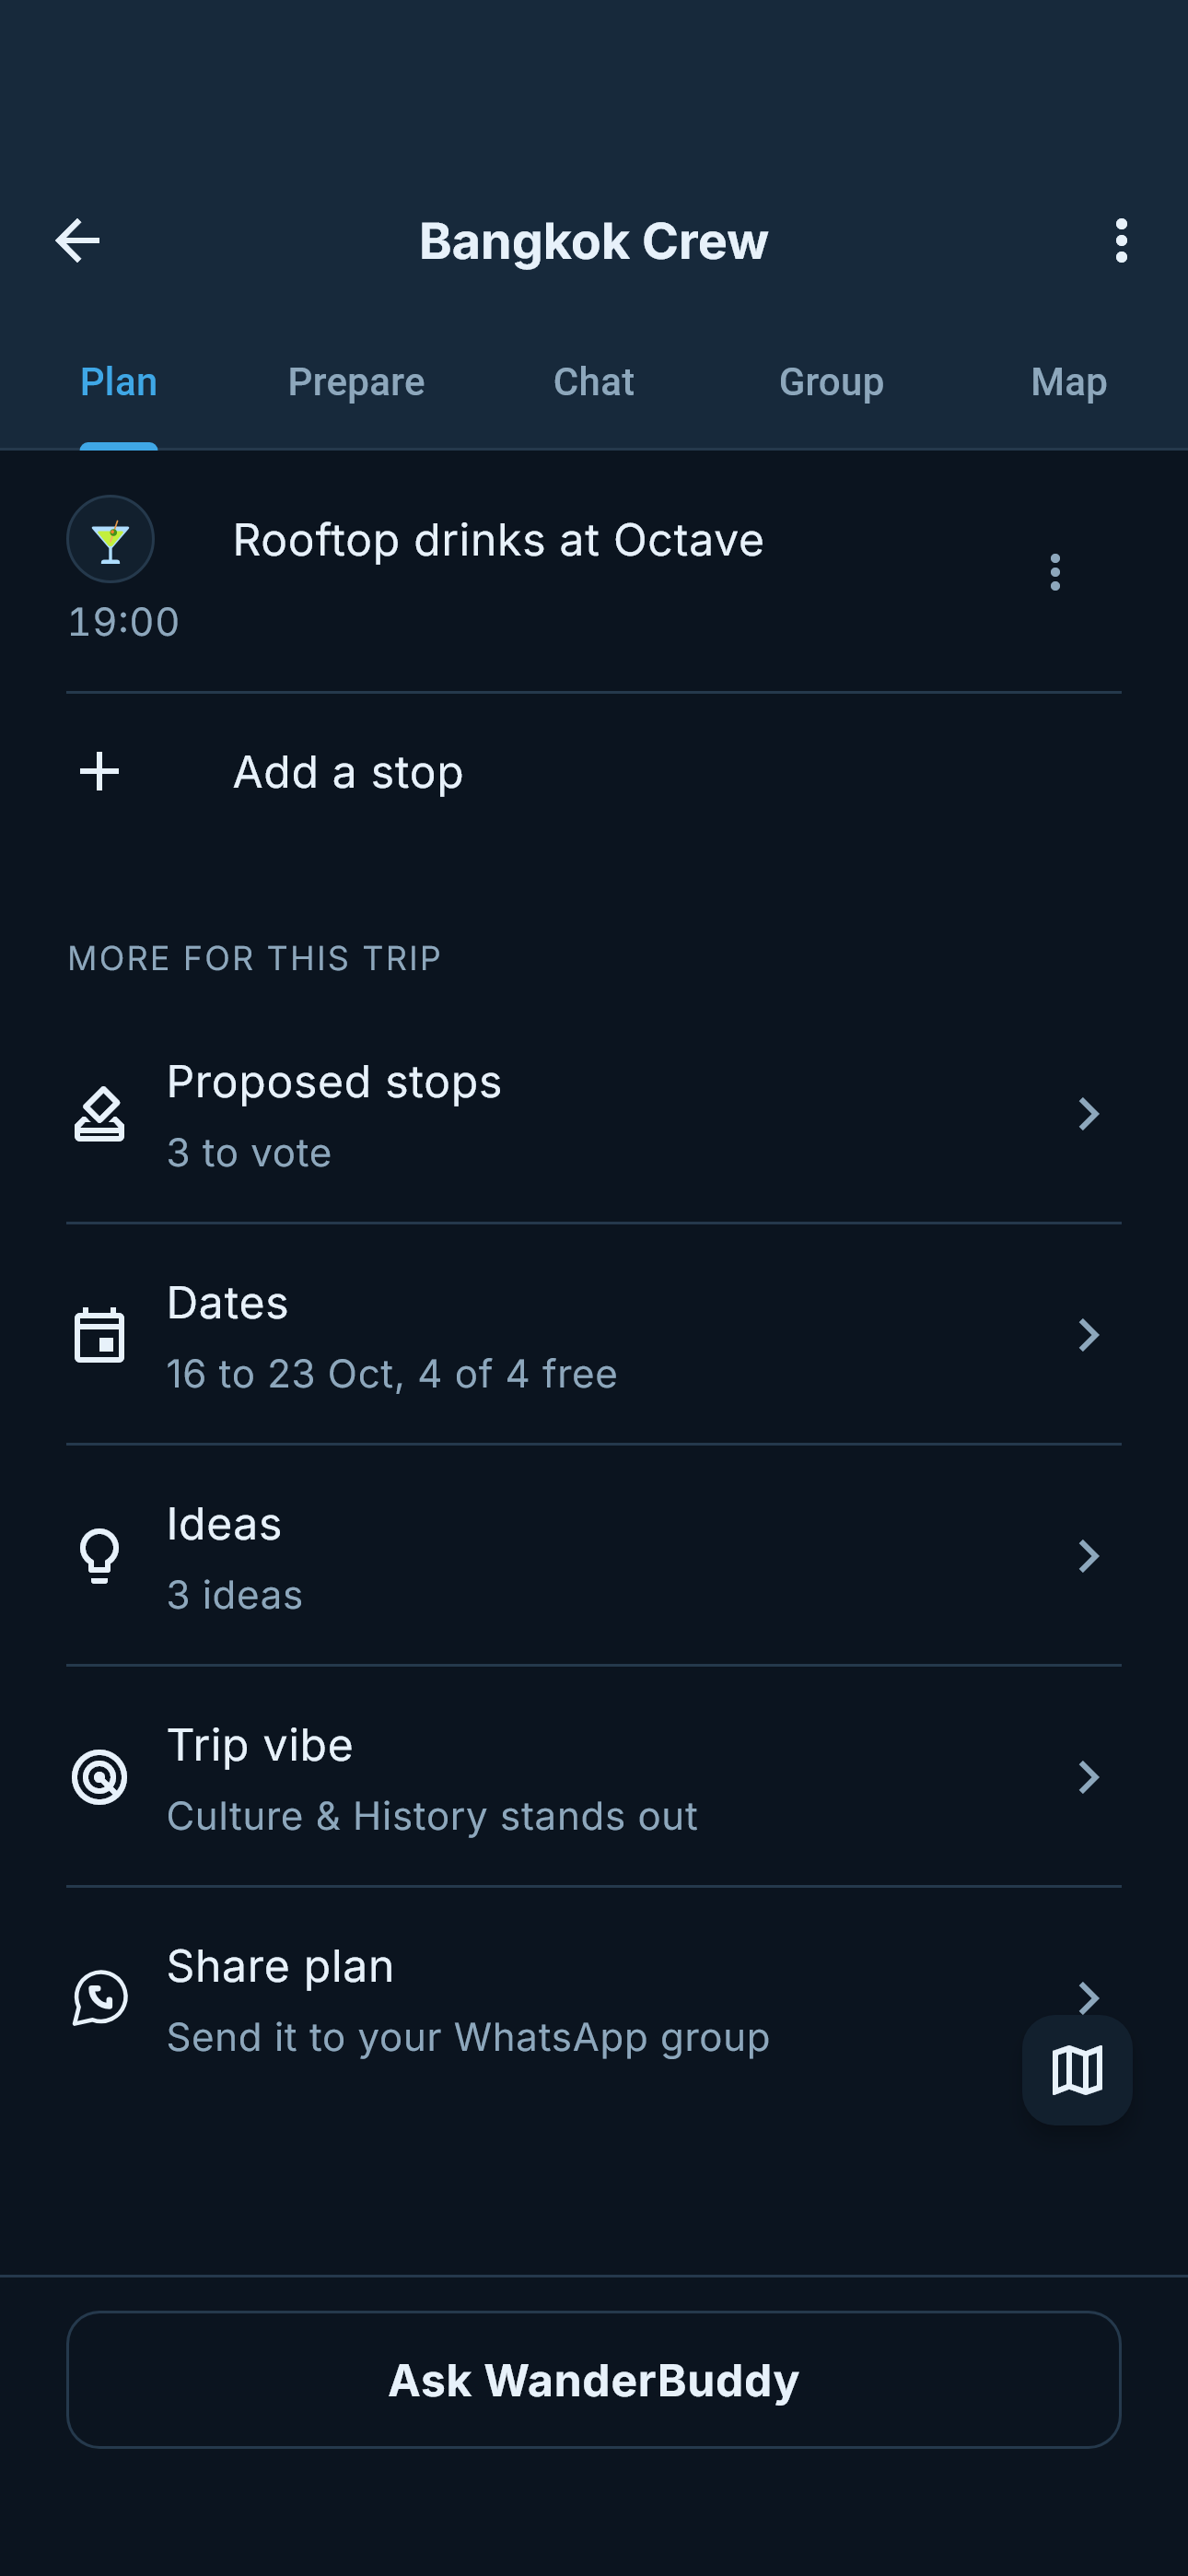 Bangkok Crew
Plan Prepare Chat Group Map
Rooftop drinks at Octave
19:00
Add a stop
MORE FOR THIS TRIP
Proposed stops
3 to vote
Dates
16 to 23 Oct, 4 of 4 free
Ideas
3 ideas
Trip vibe
Culture & History stands out
Share plan
Send it to your WhatsApp group
Ask WanderBuddy